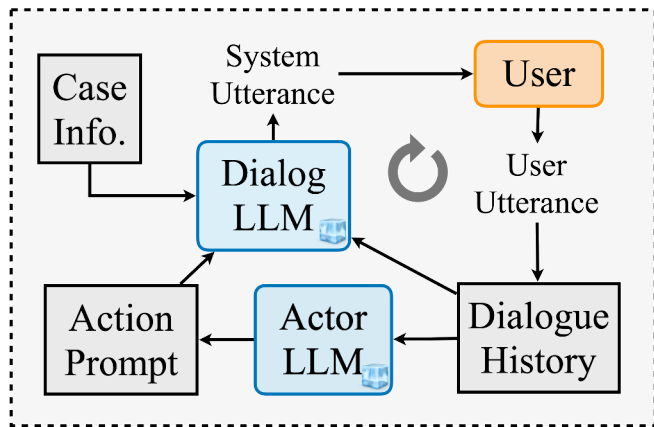 Case
Info.
System
Utterance
User
Dialog
LLM
User
Utterance
Action
Prompt
Actor
LLM
Dialogue
History